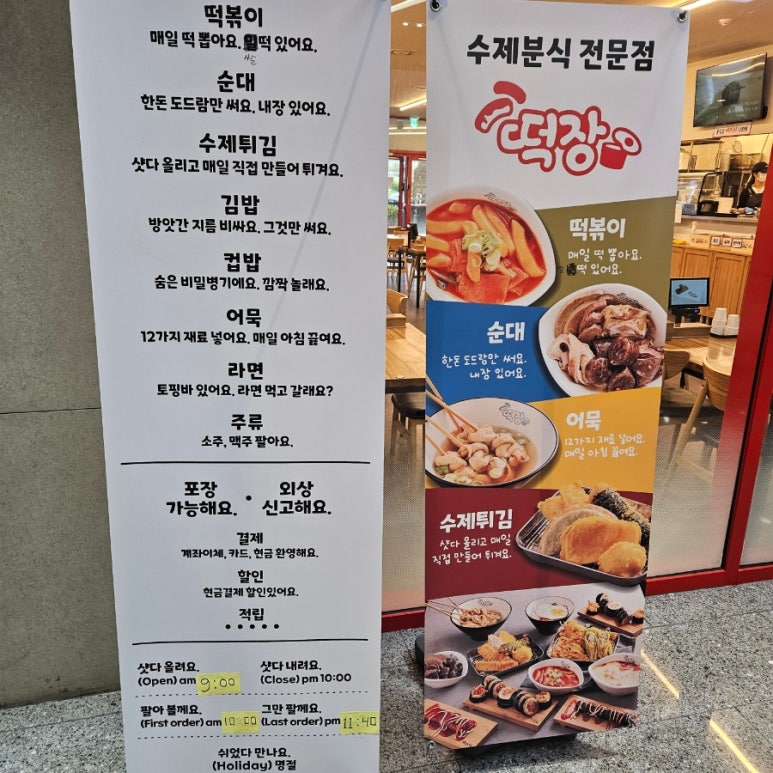 떡볶이
매일 떡 뽑아요. 떡 있어요.
순대
한돈 도드람만 써요. 내장 있어요.
수제튀김
샷다 올리고 매일 직접 만들어 튀겨요.
김밥
방앗간 지름 비싸요. 그것만 써요.
컵밥
숨은 비밀병기에요. 깜짝 놀래요.
어묵
12가지 재료 넣어요. 매일 아침 끓여요.
라면
토핑바 있어요. 라면 먹고 갈래요?
주류
소주, 맥주 팔아요.
포장 가능해요. • 외상 신고해요.
결제
계좌이체, 카드, 현금 환영해요.
할인
현금결제 할인있어요.
적립
• • • • •
샷다 올려요. 샷다 내려요.
(Open) am 9:00 (Close) pm 10:00
팔아 볼께요. 그만 팔께요.
(First order) am 10:00 (Last order) pm 11:40
쉬었다 만나요.
(Holiday) 명절
수제분식 전문점
떡장
떡볶이
매일 떡 뽑아요.
떡 있어요.
순대
한돈 도드람만 써요.
내장 있어요.
어묵
12가지 재료 넣어요.
매일 아침 끓여요.
수제튀김
샷다 올리고 매일
직접 만들어 튀겨요.